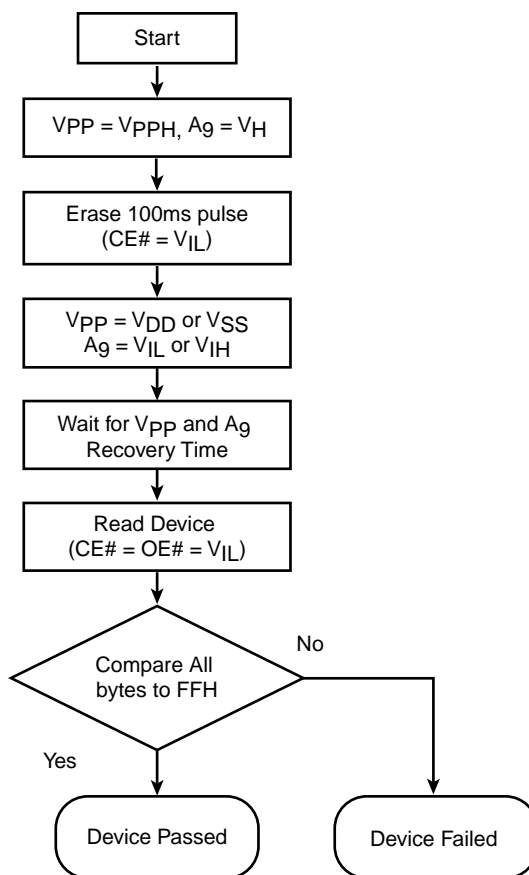 Start
VPP = VPPH, A9 = VH
Erase 100ms pulse
(CE# = VIL)
VPP = VDD or VSS
A9 = VIL or VIH
Wait for VPP and A9
Recovery Time
Read Device
(CE# = OE# = VIL)
No
Compare All
bytes to FFH
Yes
Device Passed
Device Failed